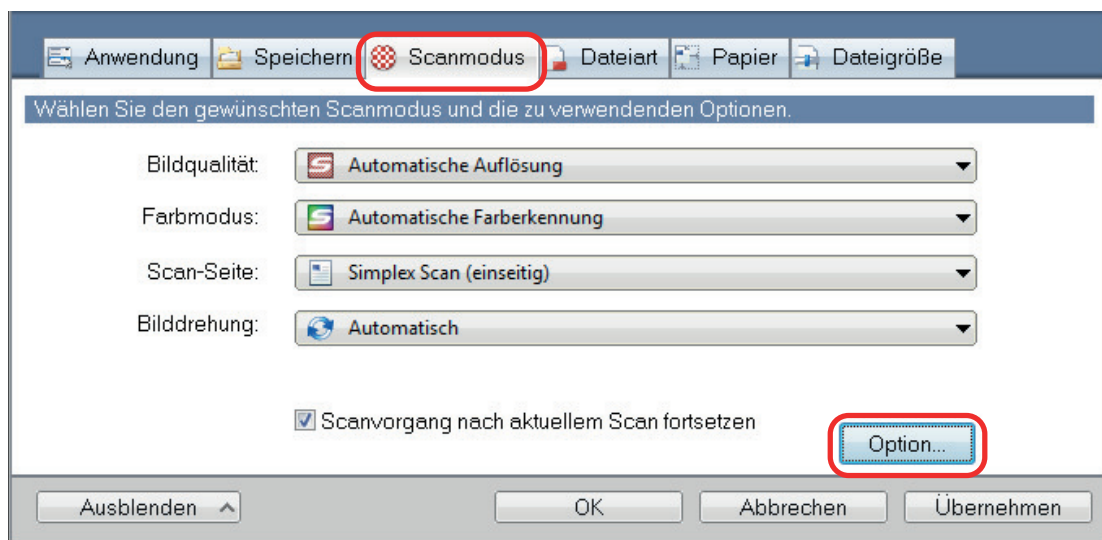 Anwendung Speichern Scanmodus Dateiart Papier Dateigröße
Wählen Sie den gewünschten Scanmodus und die zu verwendenden Optionen.
Bildqualität: Automatische Auflösung
Farbmodus: Automatische Farberkennung
Scan-Seite: Simplex Scan (einseitig)
Bilddrehung: Automatisch
Scanvorgang nach aktuellem Scan fortsetzen
Option...
Ausblenden OK Abbrechen Übernehmen